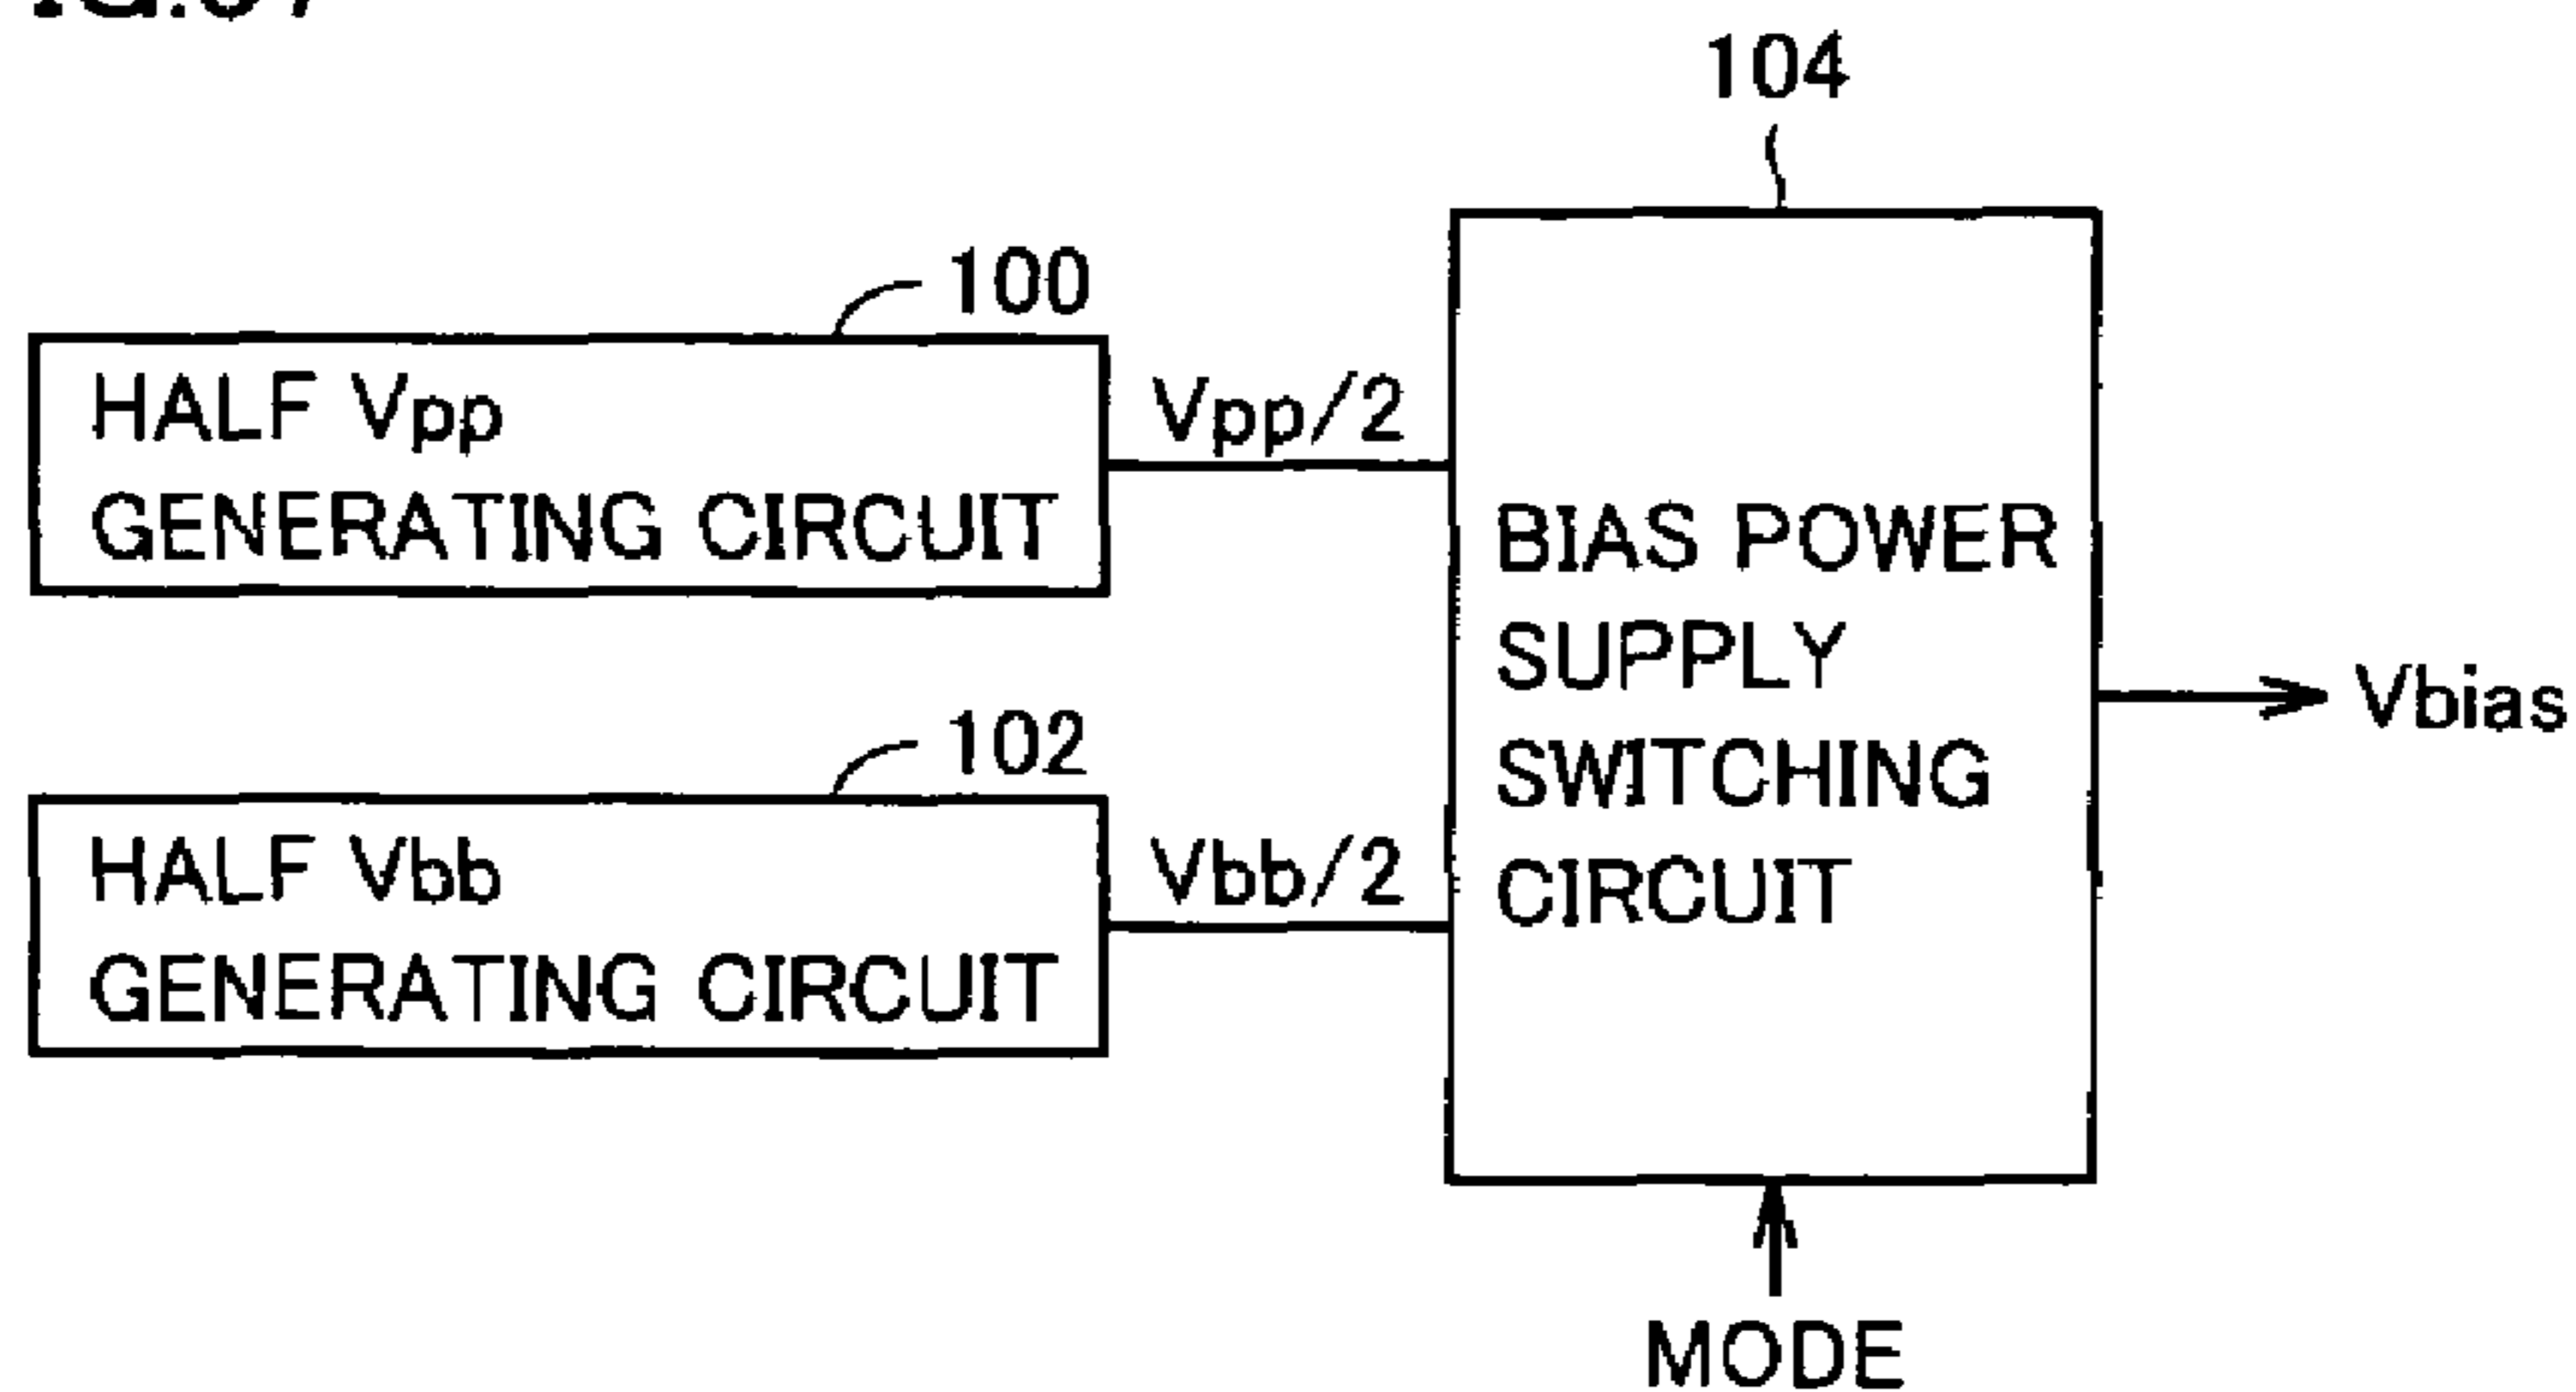 104
100
HALF Vpp
GENERATING CIRCUIT
Vpp/2
BIAS POWER
SUPPLY
SWITCHING
CIRCUIT
Vbias
102
HALF Vbb
GENERATING CIRCUIT
Vbb/2
MODE